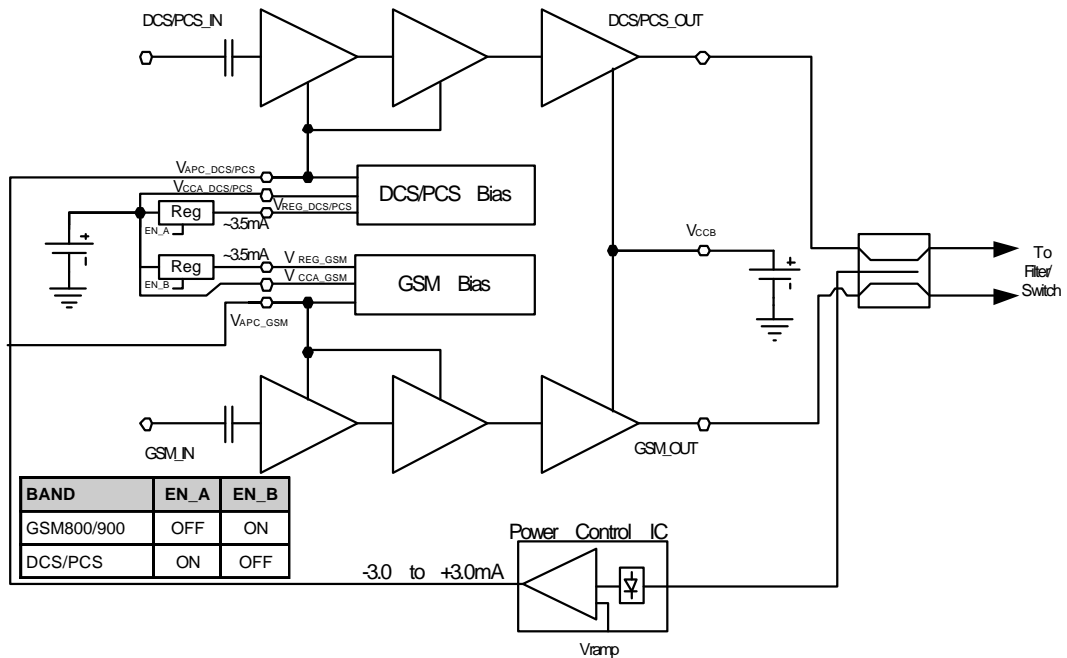 DCS/PCS_IN
DCS/PCS_OUT
VAPC_DCS/PCS
VCCA_DCS/PCS
Reg
VREG_DCS/PCS
EN_A
~3.5mA
DCS/PCS Bias
+
-
~3.5mA
Reg
VREG_GSM
EN_B
VCCA_GSM
GSM Bias
VAPC_GSM
VCCB
+
-
To
Filter/
Switch
GSM_IN
GSM_OUT
BAND EN_A EN_B
GSM800/900 OFF ON
DCS/PCS ON OFF
Power Control IC
-3.0 to +3.0mA
Vramp